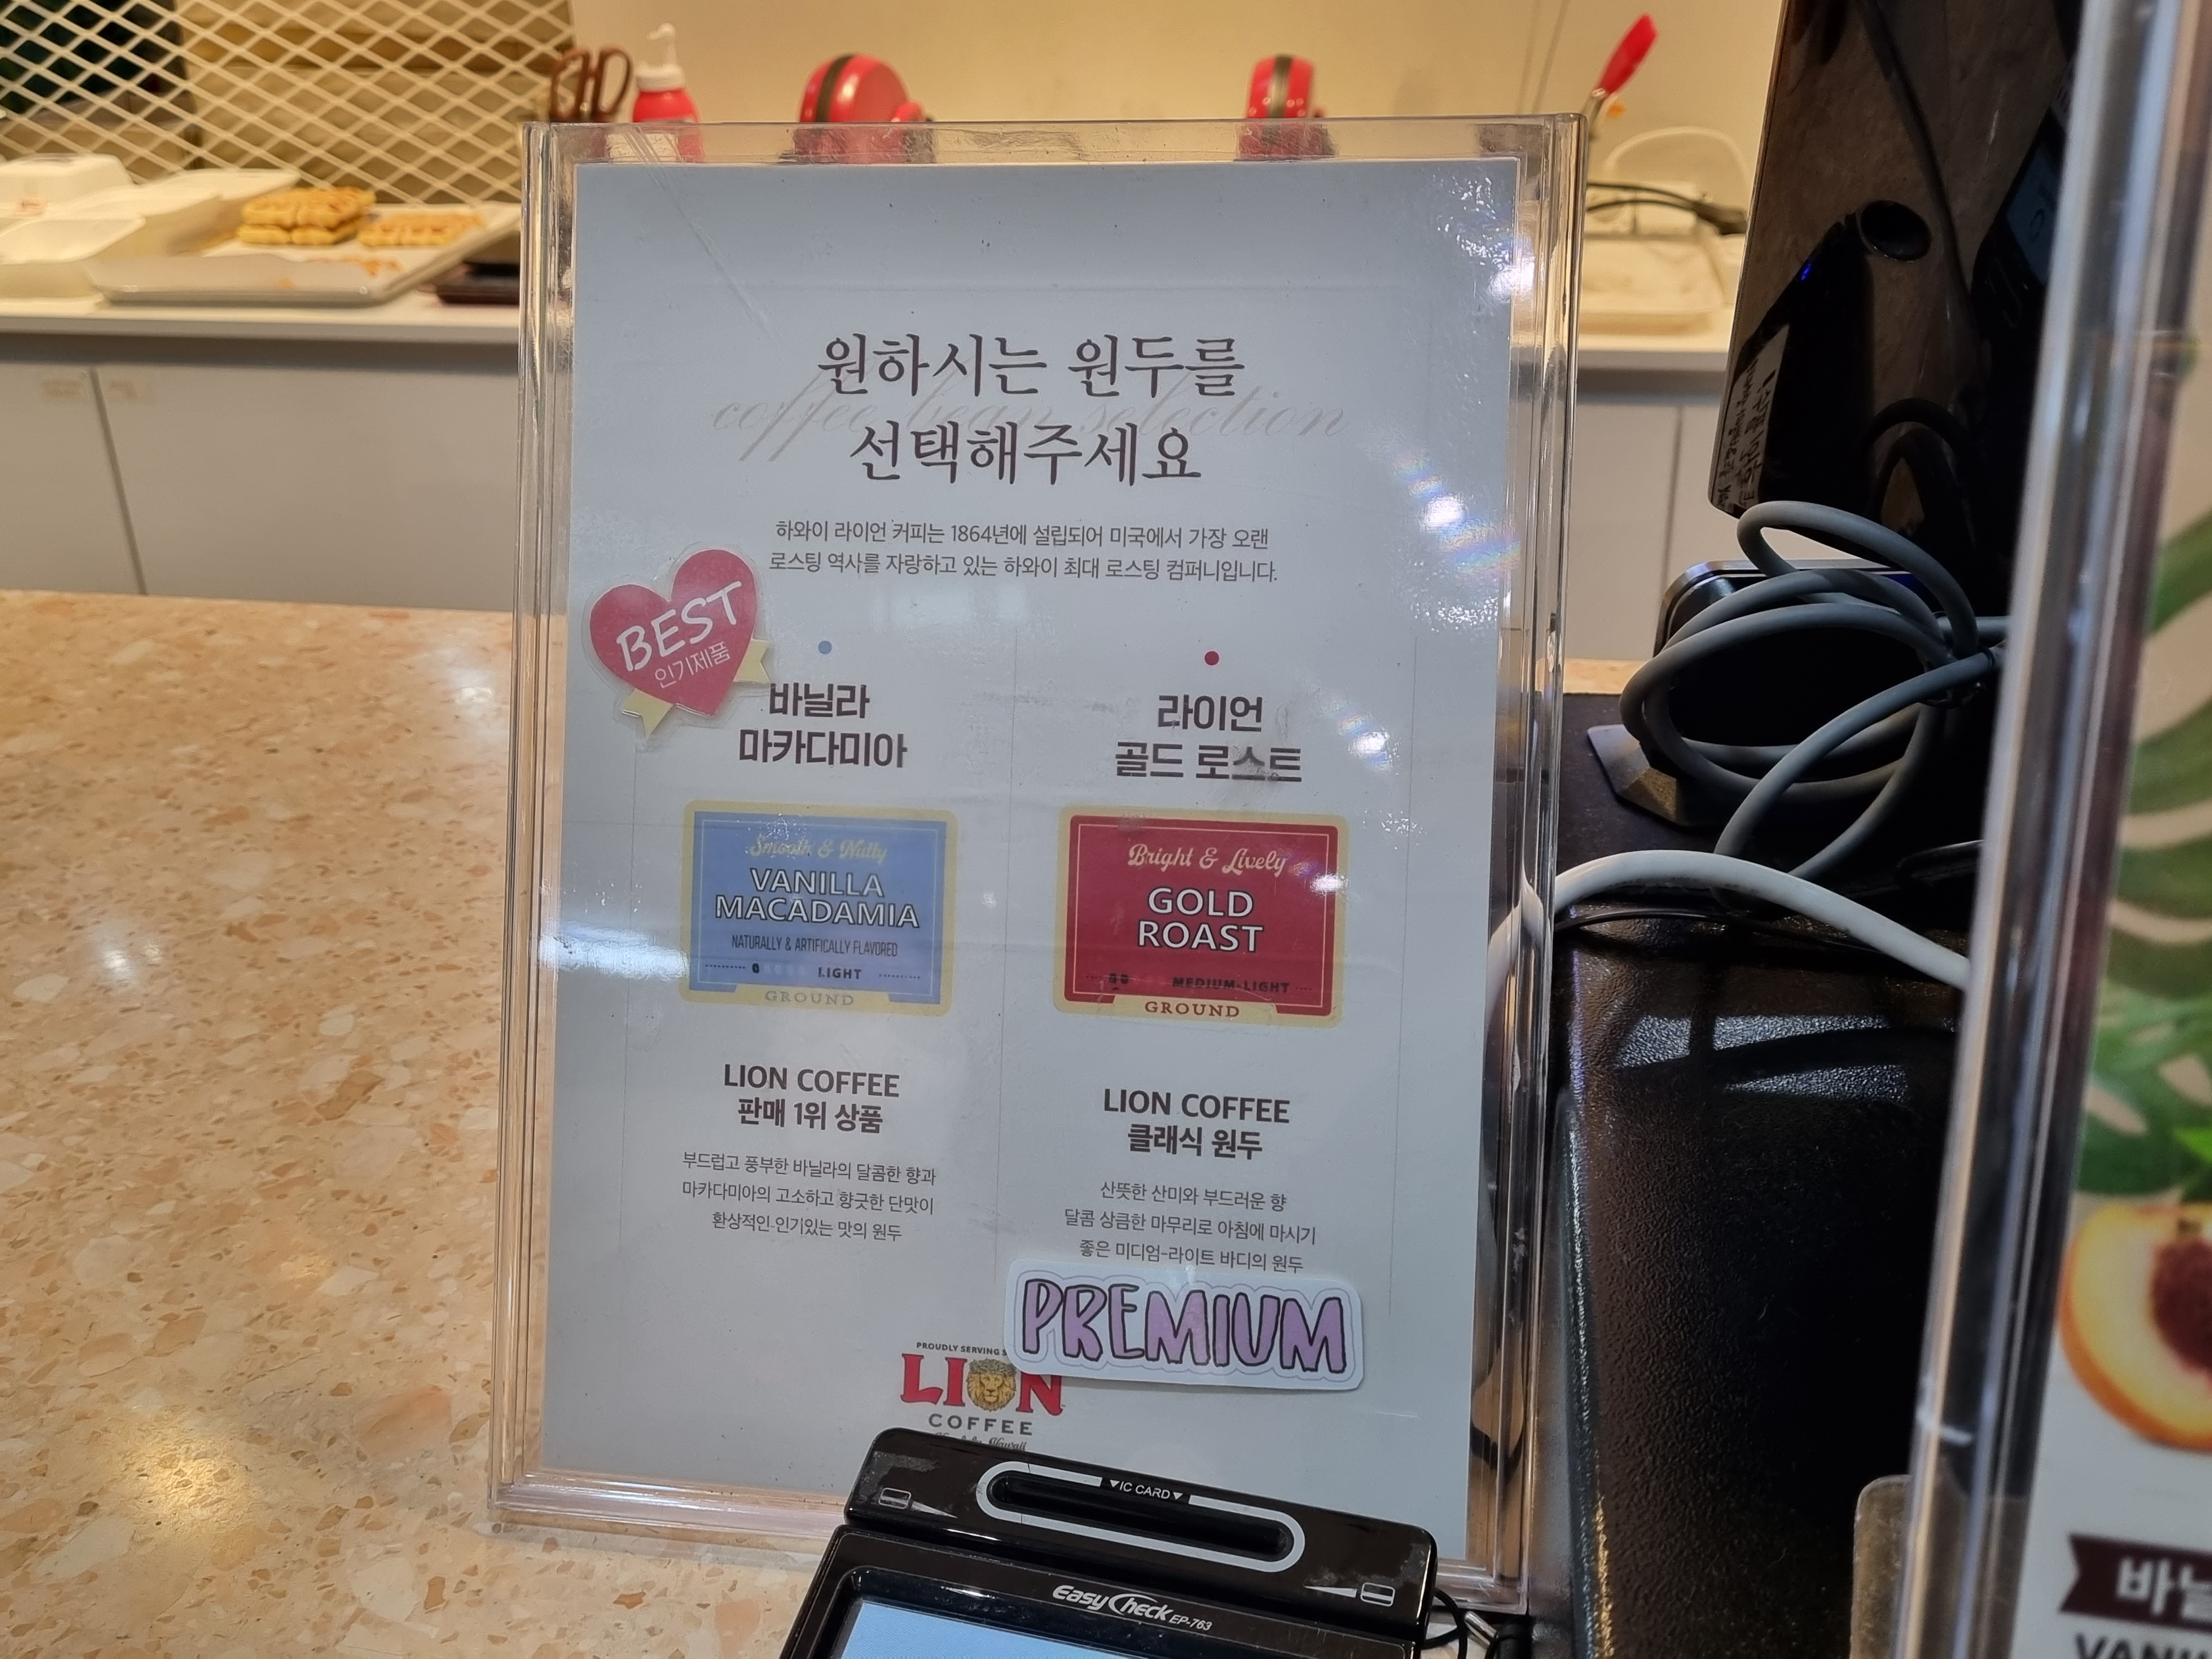 원하시는 원두를
coffee bean selection
선택해주세요
하와이 라이언 커피는 1864년에 설립되어 미국에서 가장 오랜
로스팅 역사를 자랑하고 있는 하와이 최대 로스팅 컴퍼니입니다.
BEST
인기제품
바닐라
마카다미아
Smooth & Nutty
VANILLA
MACADAMIA
NATURALLY & ARTIFICIALLY FLAVORED
LIGHT
GROUND
LION COFFEE
판매 1위 상품
부드럽고 풍부한 바닐라의 달콤한 향과
마카다미아의 고소하고 향긋한 단맛이
환상적인 인기있는 맛의 원두
라이언
골드 로스트
Bright & Lively
GOLD
ROAST
MEDIUM-LIGHT
GROUND
LION COFFEE
클래식 원두
산뜻한 산미와 부드러운 향
달콤 상큼한 마무리로 아침에 마시기
좋은 미디엄-라이트 바디의 원두
PREMIUM
PROUDLY SERVING
LION
COFFEE
Hawaii
IC CARD
EasyCheck EP-763